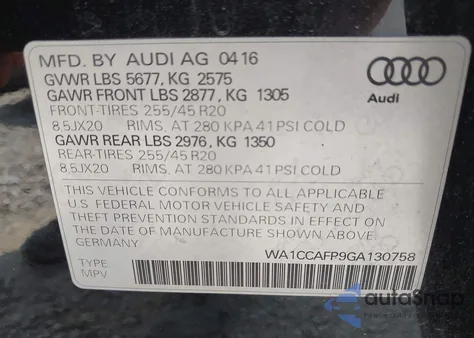 MFD. BY AUDI AG 04 16
GVWR LBS 5677, KG 2575
GAWR FRONT LBS 2877, KG 1305
FRONT-TIRES 255/45 R20
8.5JX20 RIMS, AT 280 KPA 41 PSI COLD
GAWR REAR LBS 2976, KG 1350
REAR-TIRES 255/45 R20
8.5JX20 RIMS, AT 280 KPA 41 PSI COLD
Audi
THIS VEHICLE CONFORMS TO ALL APPLICABLE
U.S. FEDERAL MOTOR VEHICLE SAFETY AND
THEFT PREVENTION STANDARDS IN EFFECT ON
THE DATE OF MANUFACTURE SHOWN ABOVE.
GERMANY
WA1CCAFP9GA130758
TYPE:
MPV
autoSnap